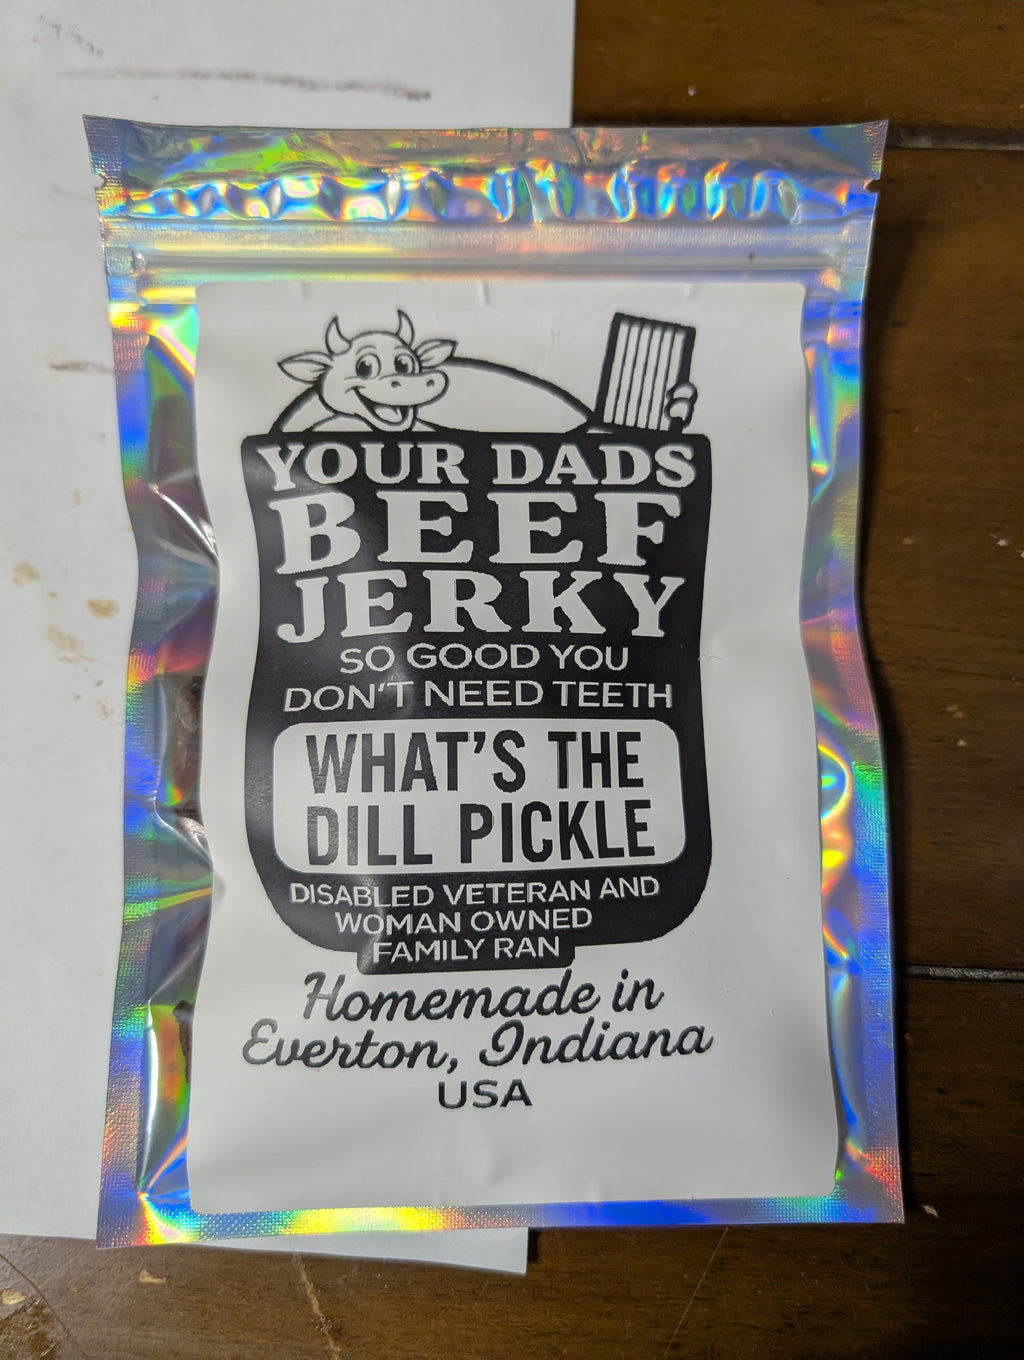 YOUR DADS
BEEF
JERKY
SO GOOD YOU
DON'T NEED TEETH
WHAT'S THE
DILL PICKLE
DISABLED VETERAN AND
WOMAN OWNED
FAMILY RAN
Homemade in
Everton, Indiana
USA